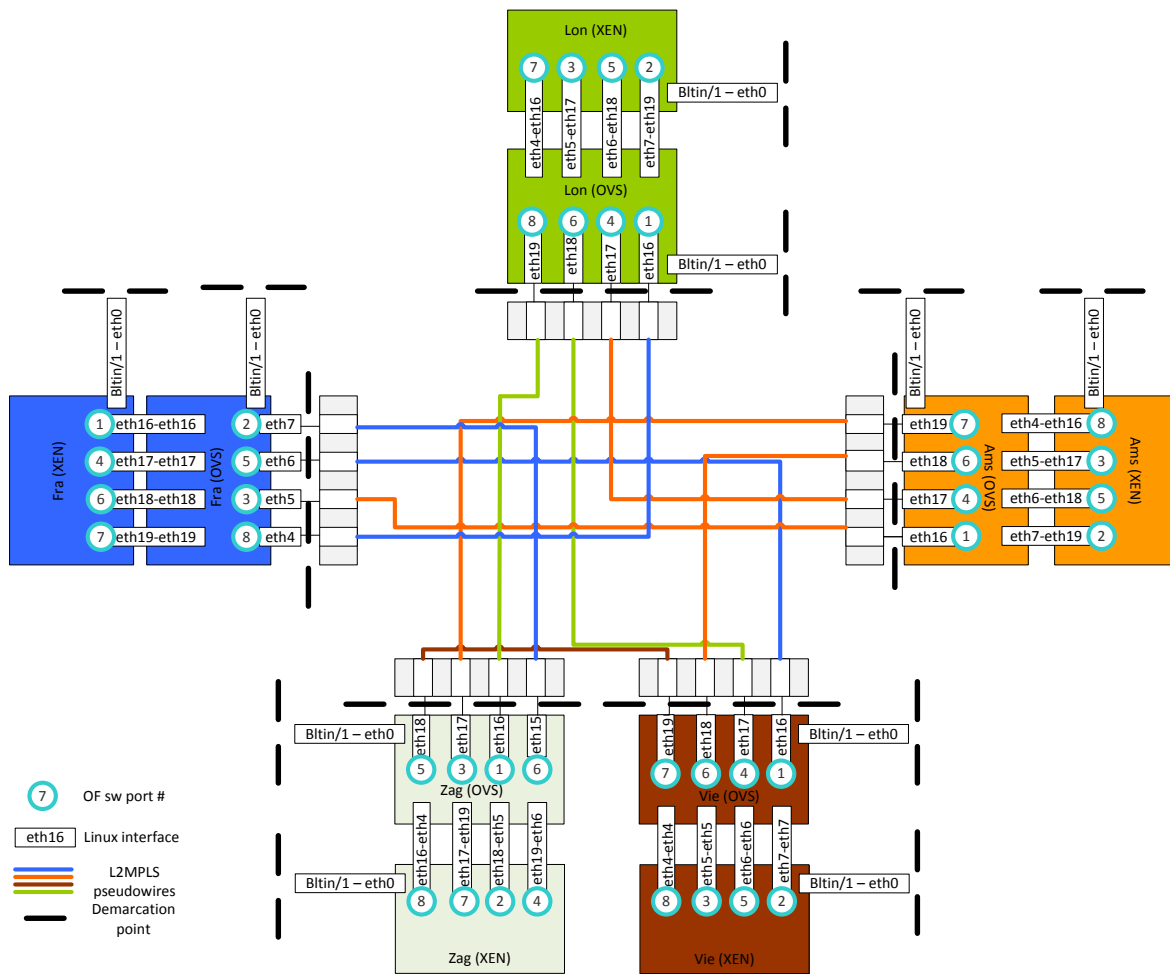 Lon (XEN)
7 3 5 2
Bltin/1 – eth0
eth4-eth16
eth5-eth17
eth6-eth18
eth7-eth19
Lon (OVS)
8 6 4 1
eth19
eth18
eth17
eth16
Bltin/1 – eth0
Bltin/1 – eth0
Bltin/1 – eth0
Fra (XEN)
Fra (OVS)
1 eth16-eth16 2 eth7
4 eth17-eth17 5 eth6
6 eth18-eth18 3 eth5
7 eth19-eth19 8 eth4
Bltin/1 – eth0
Bltin/1 – eth0
eth19 7 eth4-eth16 8
eth18 6 eth5-eth17 3
eth17 4 eth6-eth18 5
eth16 1 eth7-eth19 2
Ams (OVS)
Ams (XEN)
Bltin/1 – eth0
eth18
eth17
eth16
eth15
5 3 1 6
Zag (OVS)
eth16-eth4
eth17-eth19
eth18-eth5
eth19-eth6
Bltin/1 – eth0
8 7 2 4
Zag (XEN)
eth19
eth18
eth17
eth16
Bltin/1 – eth0
7 6 4 1
Vie (OVS)
eth4-eth4
eth5-eth5
eth6-eth6
eth7-eth7
Bltin/1 – eth0
8 3 5 2
Vie (XEN)
7 OF sw port #
eth16 Linux interface
L2MPLS
pseudowires
Demarcation
point